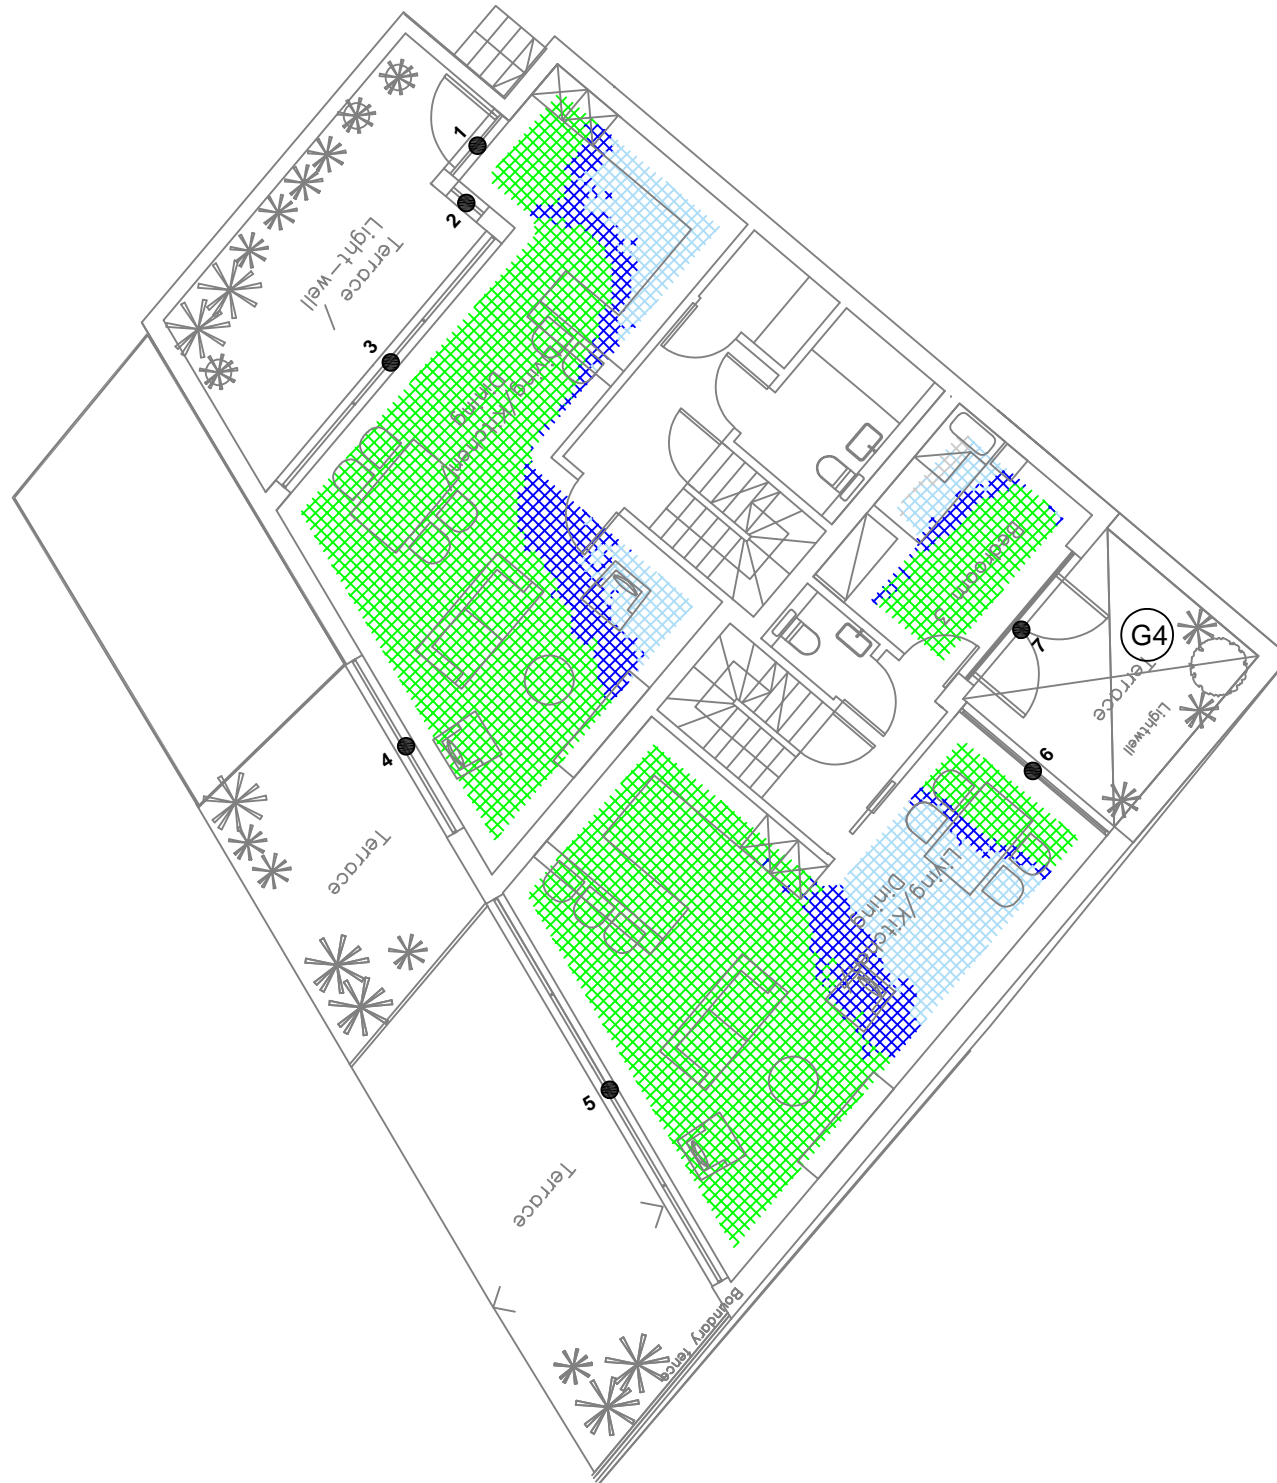 1
2
3
Terrace /
Light-well
Living/Kitchen/
Dining
4
Terrace
5
Terrace
Boundary fence
Living/Kitchen/
Dining
6
7
Bedroom 3
G4
Terrace
Lightwell